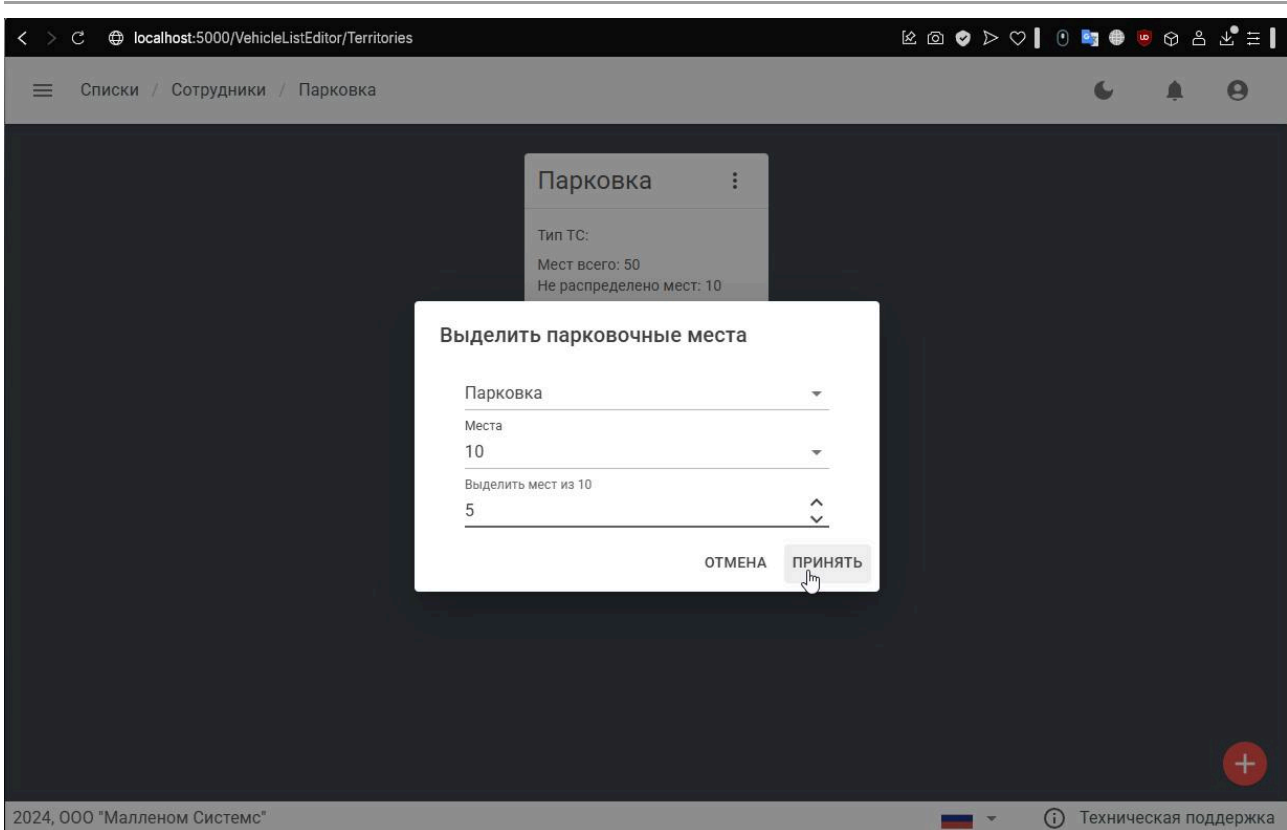 localhost:5000/VehicleListEditor/Territories
Списки / Сотрудники / Парковка
Парковка
Тип ТС:
Мест всего: 50
Не распределено мест: 10
Выделить парковочные места
Парковка
Места
10
Выделить мест из 10
5
ОТМЕНА ПРИНЯТЬ
2024, ООО "Малленом Системс"
Техническая поддержка